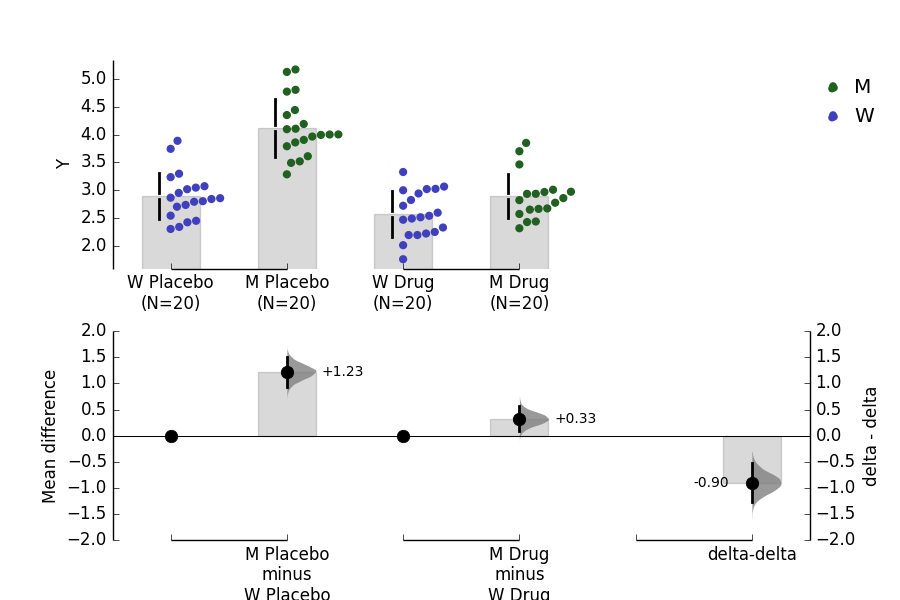 5.0
4.5
4.0
3.5
3.0
2.5
2.0
Y
M
W
W Placebo
(N=20)
M Placebo
(N=20)
W Drug
(N=20)
M Drug
(N=20)
2.0
1.5
1.0
0.5
0.0
−0.5
−1.0
−1.5
−2.0
Mean difference
+1.23
+0.33
-0.90
2.0
1.5
1.0
0.5
0.0
−0.5
−1.0
−1.5
−2.0
delta - delta
M Placebo
minus
W Placebo
M Drug
minus
W Drug
delta-delta